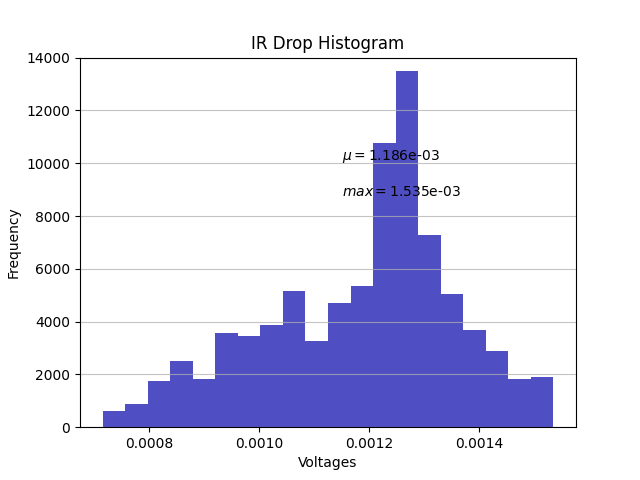 IR Drop Histogram
14000
12000
10000
8000
6000
4000
2000
0
Frequency
μ = 1.186e-03
max = 1.535e-03
0.0008 0.0010 0.0012 0.0014
Voltages